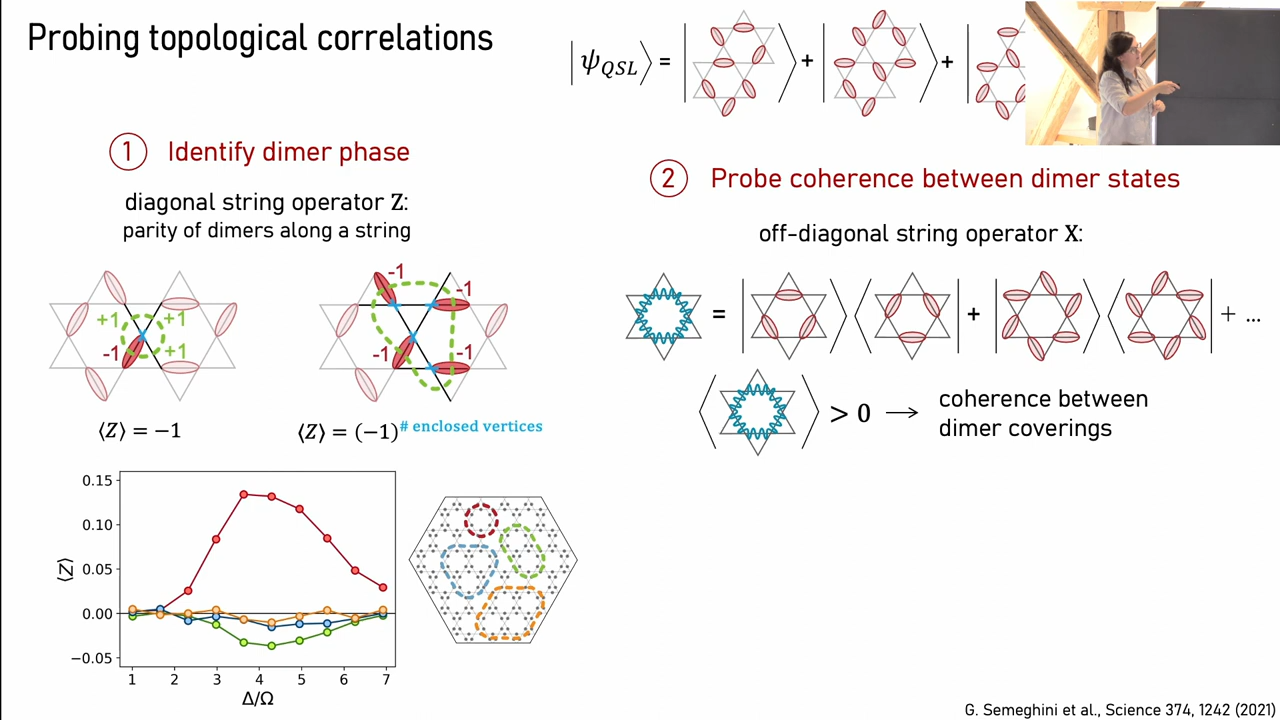 Probing topological correlations
|ψ_QSL⟩ = | ⟩ + | ⟩ + |
1 Identify dimer phase
diagonal string operator Z:
parity of dimers along a string
+1 +1
-1 +1
-1 -1
-1 -1
⟨Z⟩ = −1
⟨Z⟩ = (−1)^# enclosed vertices
⟨Z⟩
0.15
0.10
0.05
0.00
−0.05
1 2 3 4 5 6 7
Δ/Ω
2 Probe coherence between dimer states
off-diagonal string operator X:
= | ⟩⟨ | + | ⟩⟨ | + ...
⟨ ⟩ > 0 → coherence between
dimer coverings
G. Semeghini et al., Science 374, 1242 (2021)